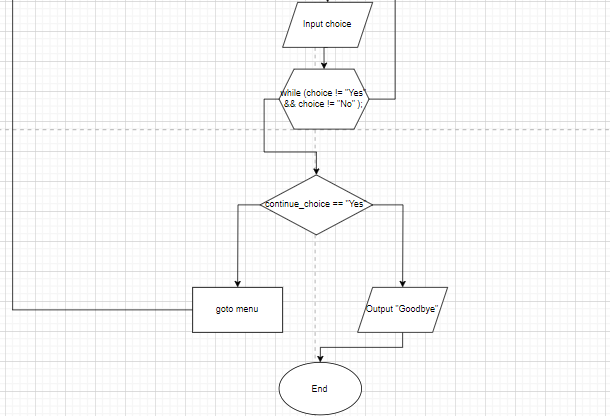 Input choice
while (choice != "Yes"
&& choice != "No" );
continue_choice == "Yes"
goto menu
Output "Goodbye"
End